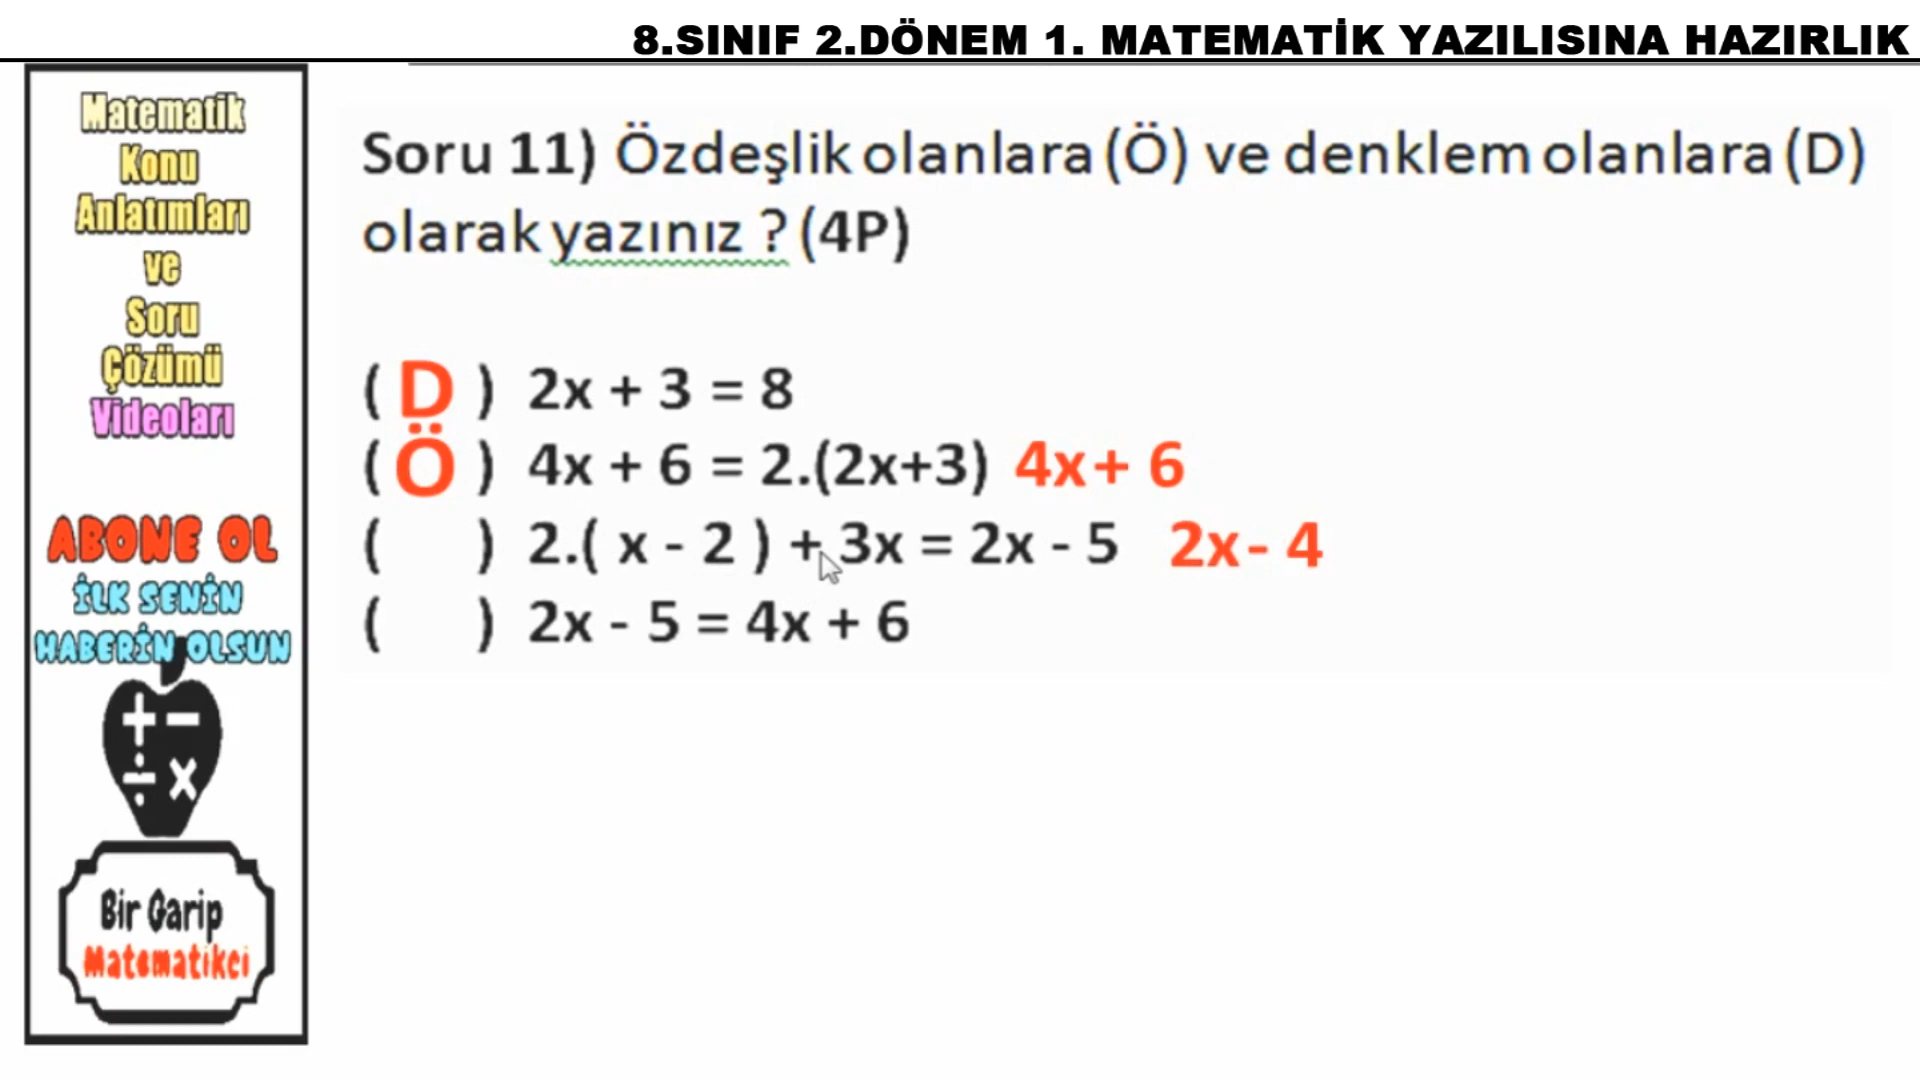 8.SINIF 2.DÖNEM 1. MATEMATİK YAZILISINA HAZIRLIK
Matematik
Konu
Anlatımları
ve
Soru
Çözümü
Videoları
ABONE OL
İLK SENİN
HABERİN OLSUN
+ -
÷ x
Bir Garip
Matematikci
Soru 11) Özdeşlik olanlara (Ö) ve denklem olanlara (D)
olarak yazınız ? (4P)
( D ) 2x + 3 = 8
( Ö ) 4x + 6 = 2.(2x+3) 4x + 6
( ) 2.( x - 2 ) + 3x = 2x - 5 2x - 4
( ) 2x - 5 = 4x + 6